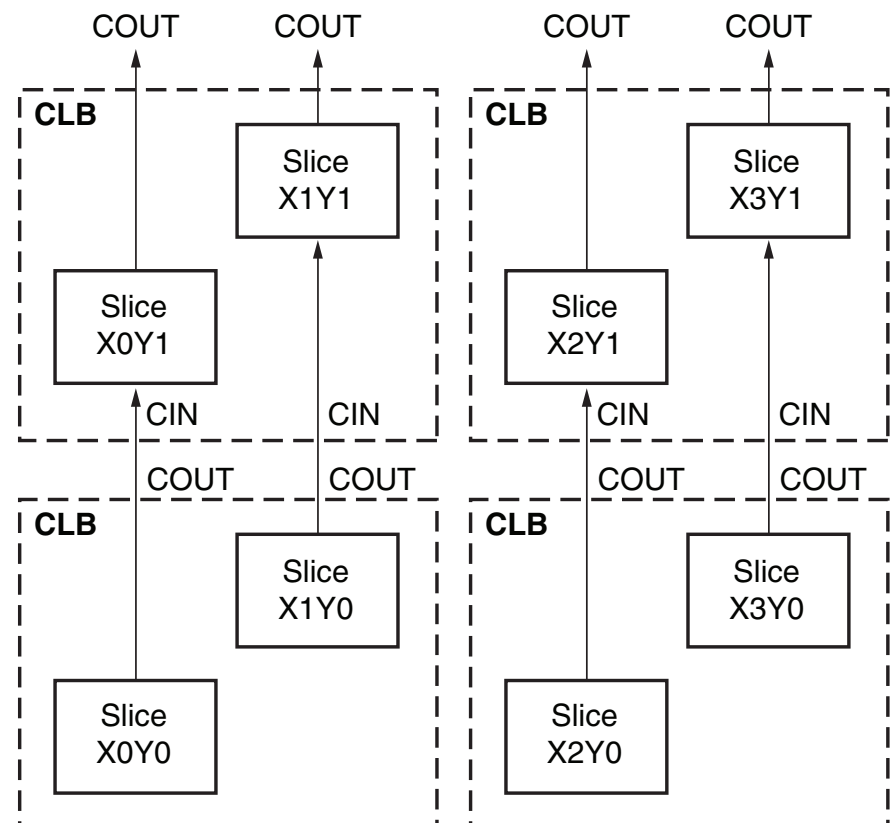 COUT COUT COUT COUT
CLB CLB
Slice
X1Y1
Slice
X3Y1
Slice
X0Y1
Slice
X2Y1
CIN CIN CIN CIN
COUT COUT COUT COUT
CLB CLB
Slice
X1Y0
Slice
X3Y0
Slice
X0Y0
Slice
X2Y0